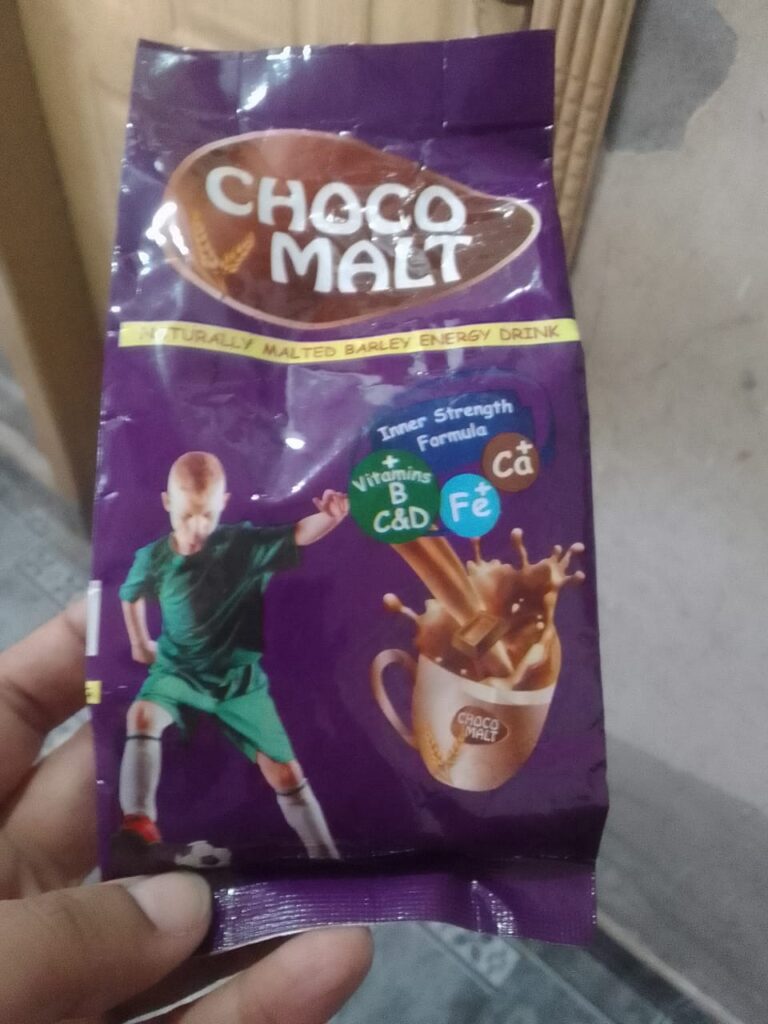 CHOCO
MALT
NATURALLY MALTED BARLEY ENERGY DRINK
Inner Strength
Formula
+
Vitamins
B
C&D
Fe+
Ca+
CHOCO
MALT